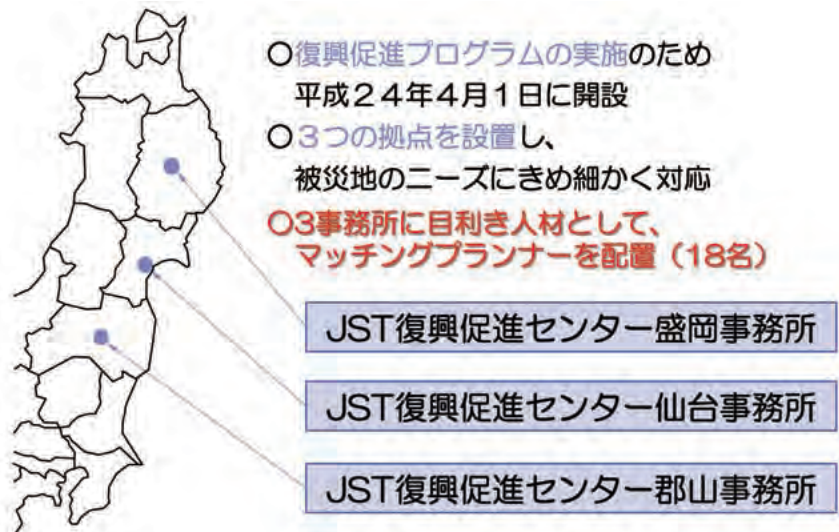 ○復興促進プログラムの実施のため
平成24年4月1日に開設
○3つの拠点を設置し、
被災地のニーズにきめ細かく対応
○3事務所に目利き人材として、
マッチングプランナーを配置（18名）
JST復興促進センター盛岡事務所
JST復興促進センター仙台事務所
JST復興促進センター郡山事務所